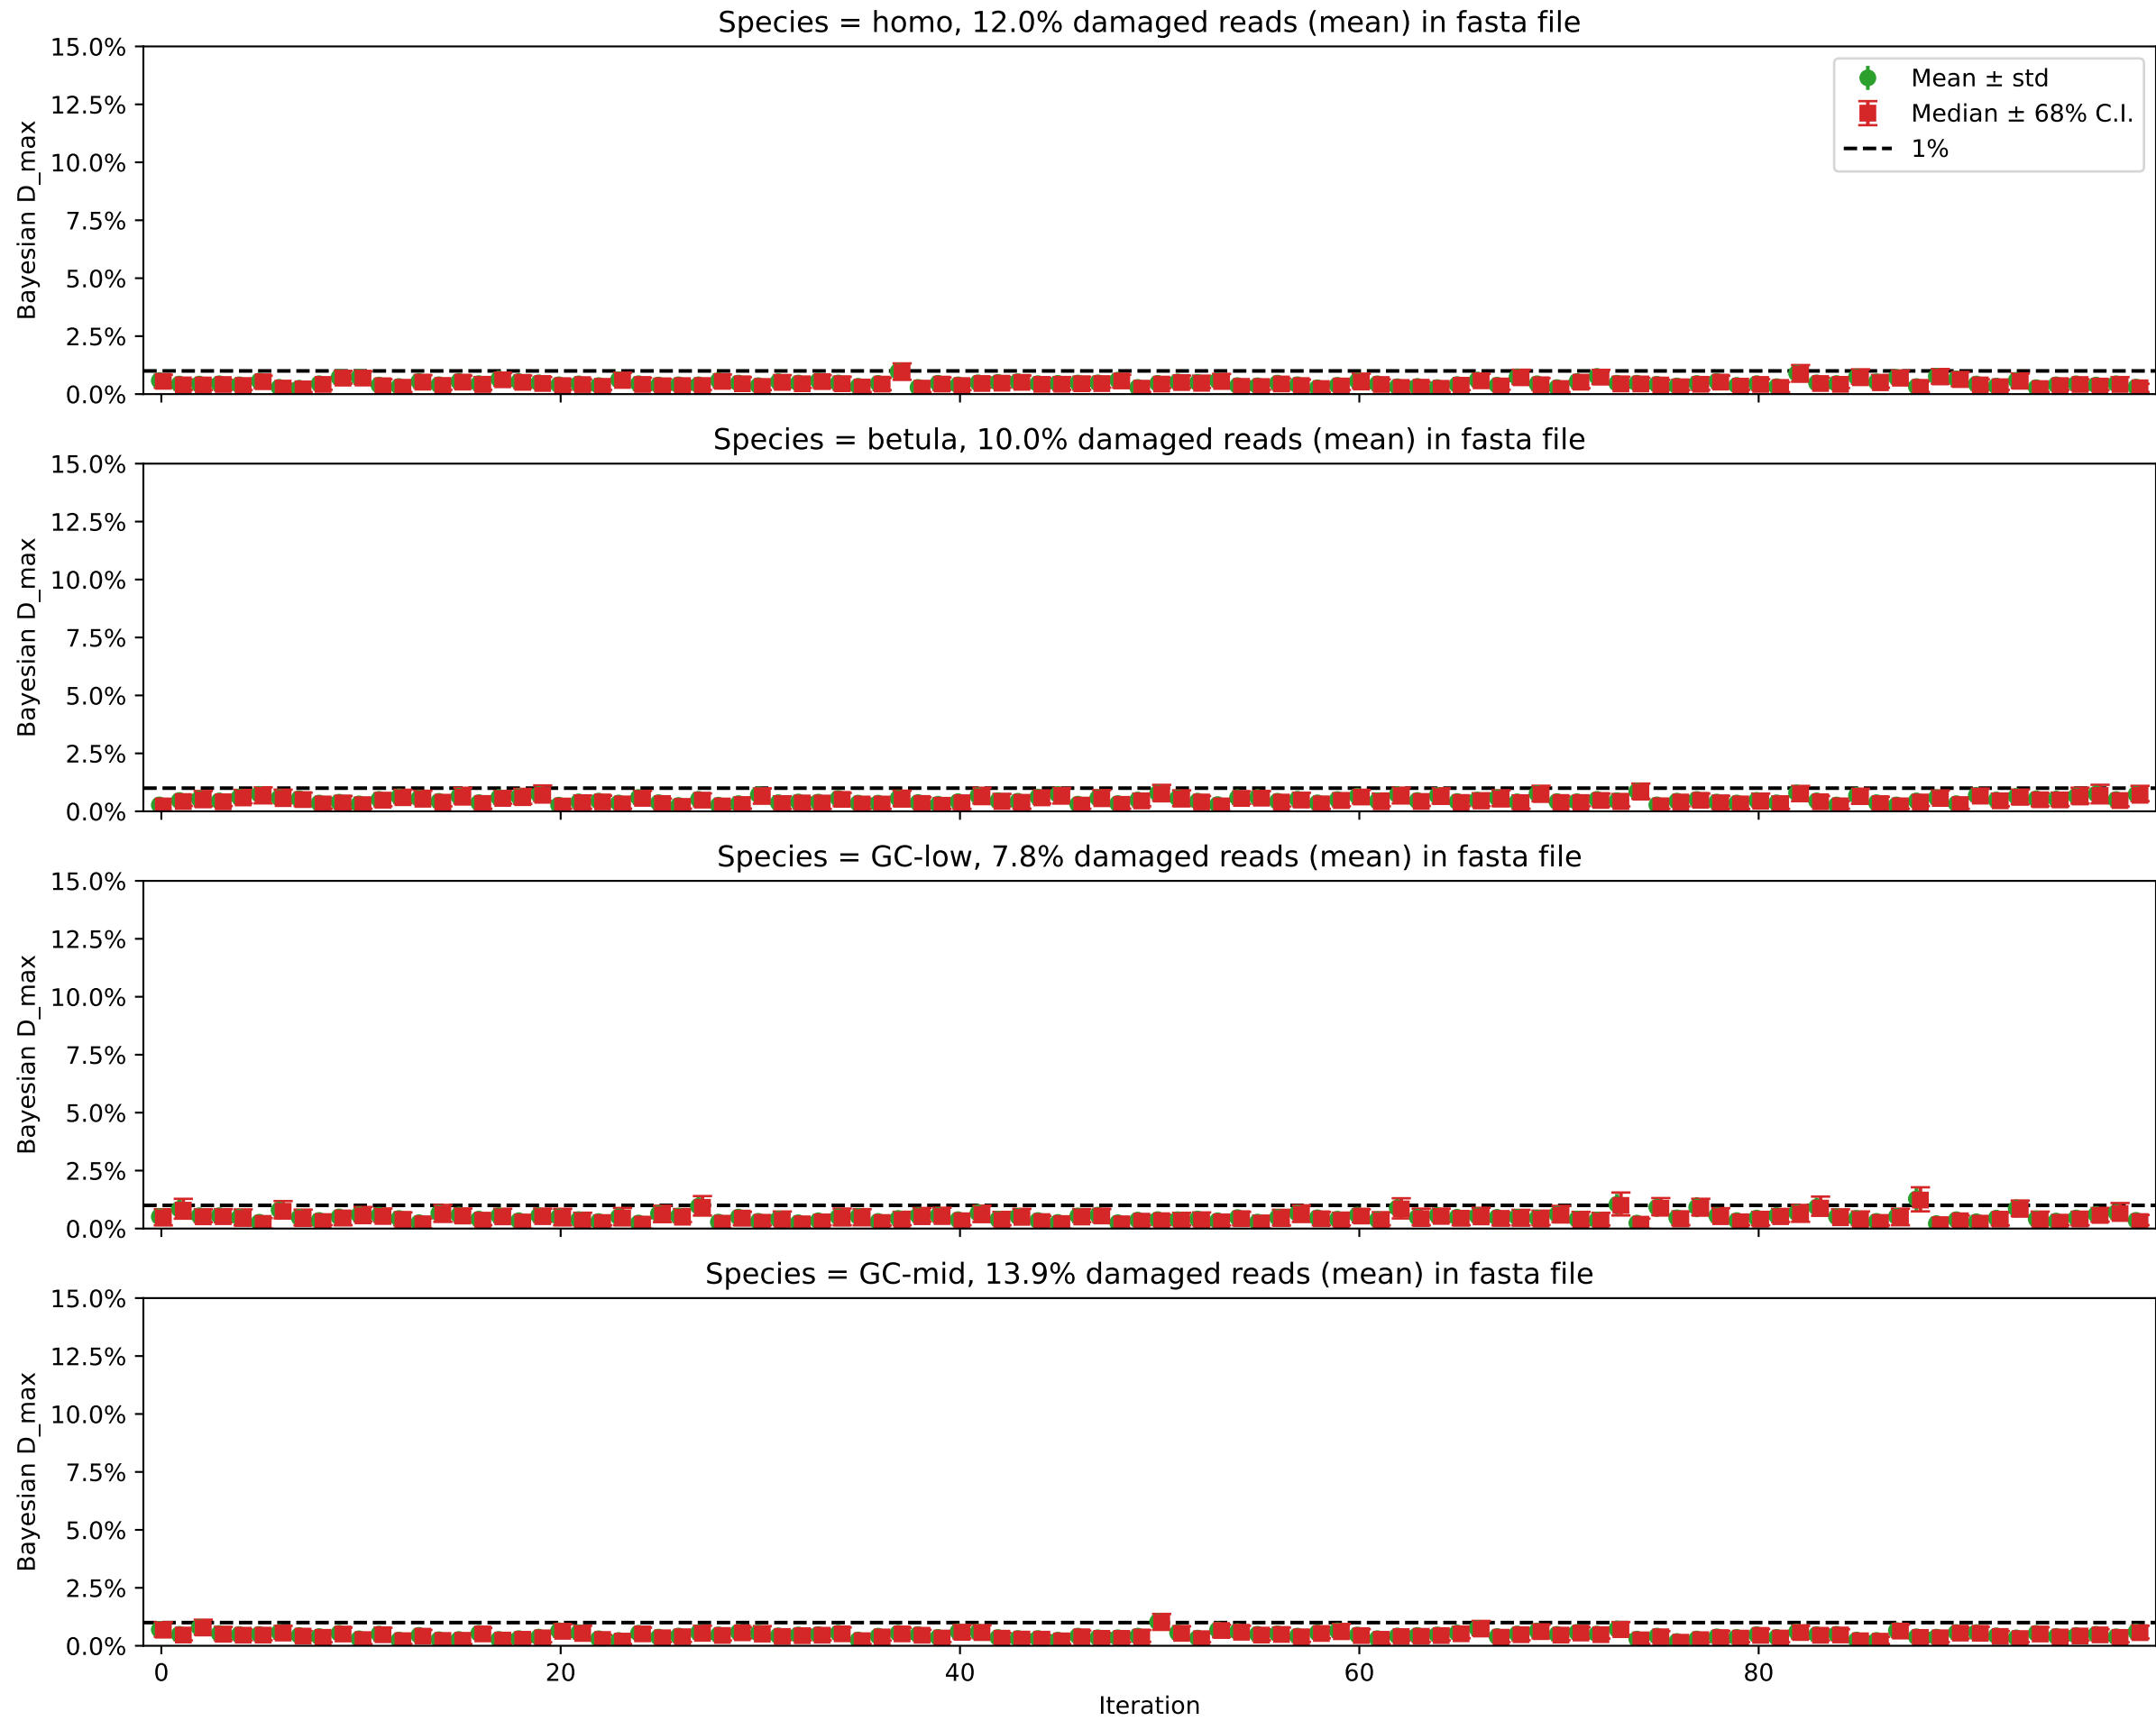 Species = homo, 12.0% damaged reads (mean) in fasta file
15.0%
12.5%
10.0%
7.5%
5.0%
2.5%
0.0%
Bayesian D_max
Mean ± std
Median ± 68% C.I.
1%
Species = betula, 10.0% damaged reads (mean) in fasta file
15.0%
12.5%
10.0%
7.5%
5.0%
2.5%
0.0%
Bayesian D_max
Species = GC-low, 7.8% damaged reads (mean) in fasta file
15.0%
12.5%
10.0%
7.5%
5.0%
2.5%
0.0%
Bayesian D_max
Species = GC-mid, 13.9% damaged reads (mean) in fasta file
15.0%
12.5%
10.0%
7.5%
5.0%
2.5%
0.0%
Bayesian D_max
0 20 40 60 80
Iteration